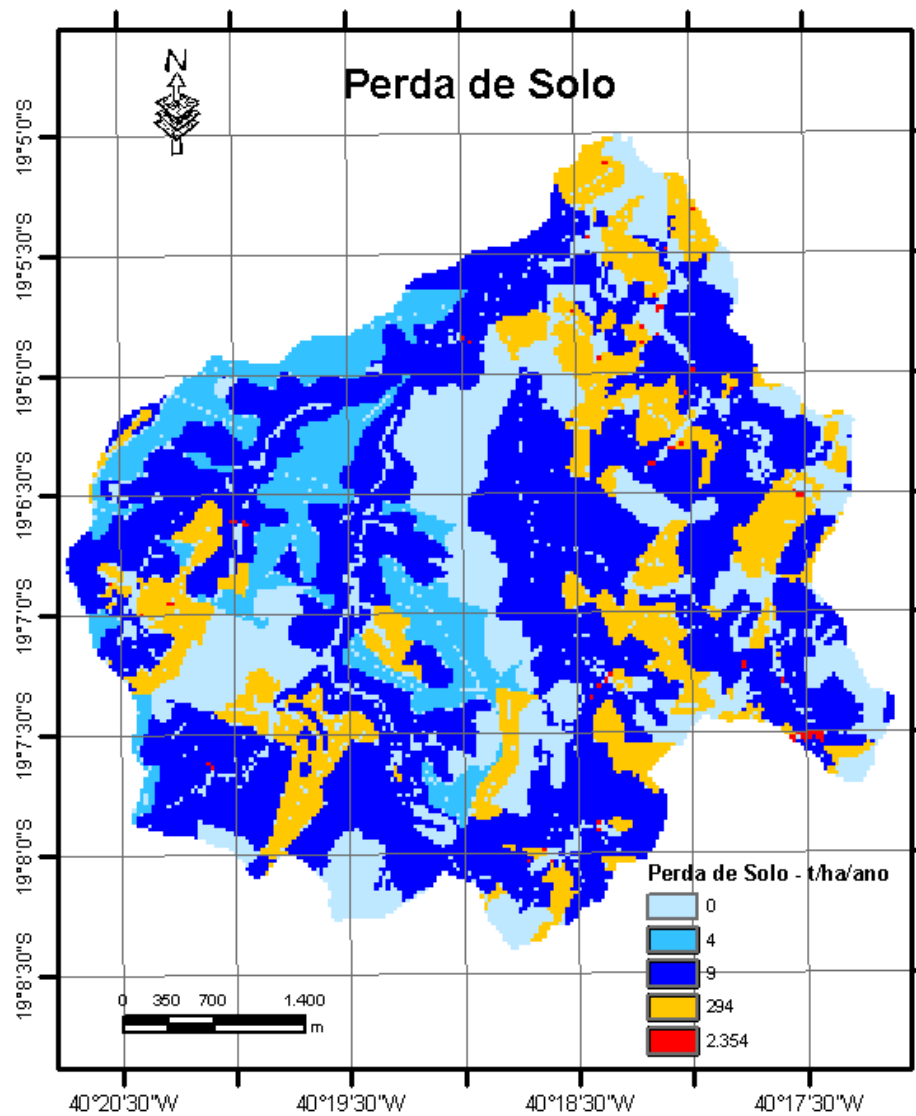 N
Perda de Solo
19°5'0"S
19°5'30"S
19°6'0"S
19°6'30"S
19°7'0"S
19°7'30"S
19°8'0"S
19°8'30"S
Perda de Solo - t/ha/ano
0
4
9
294
2.354
0 350 700 1.400
m
40°20'30"W 40°19'30"W 40°18'30"W 40°17'30"W